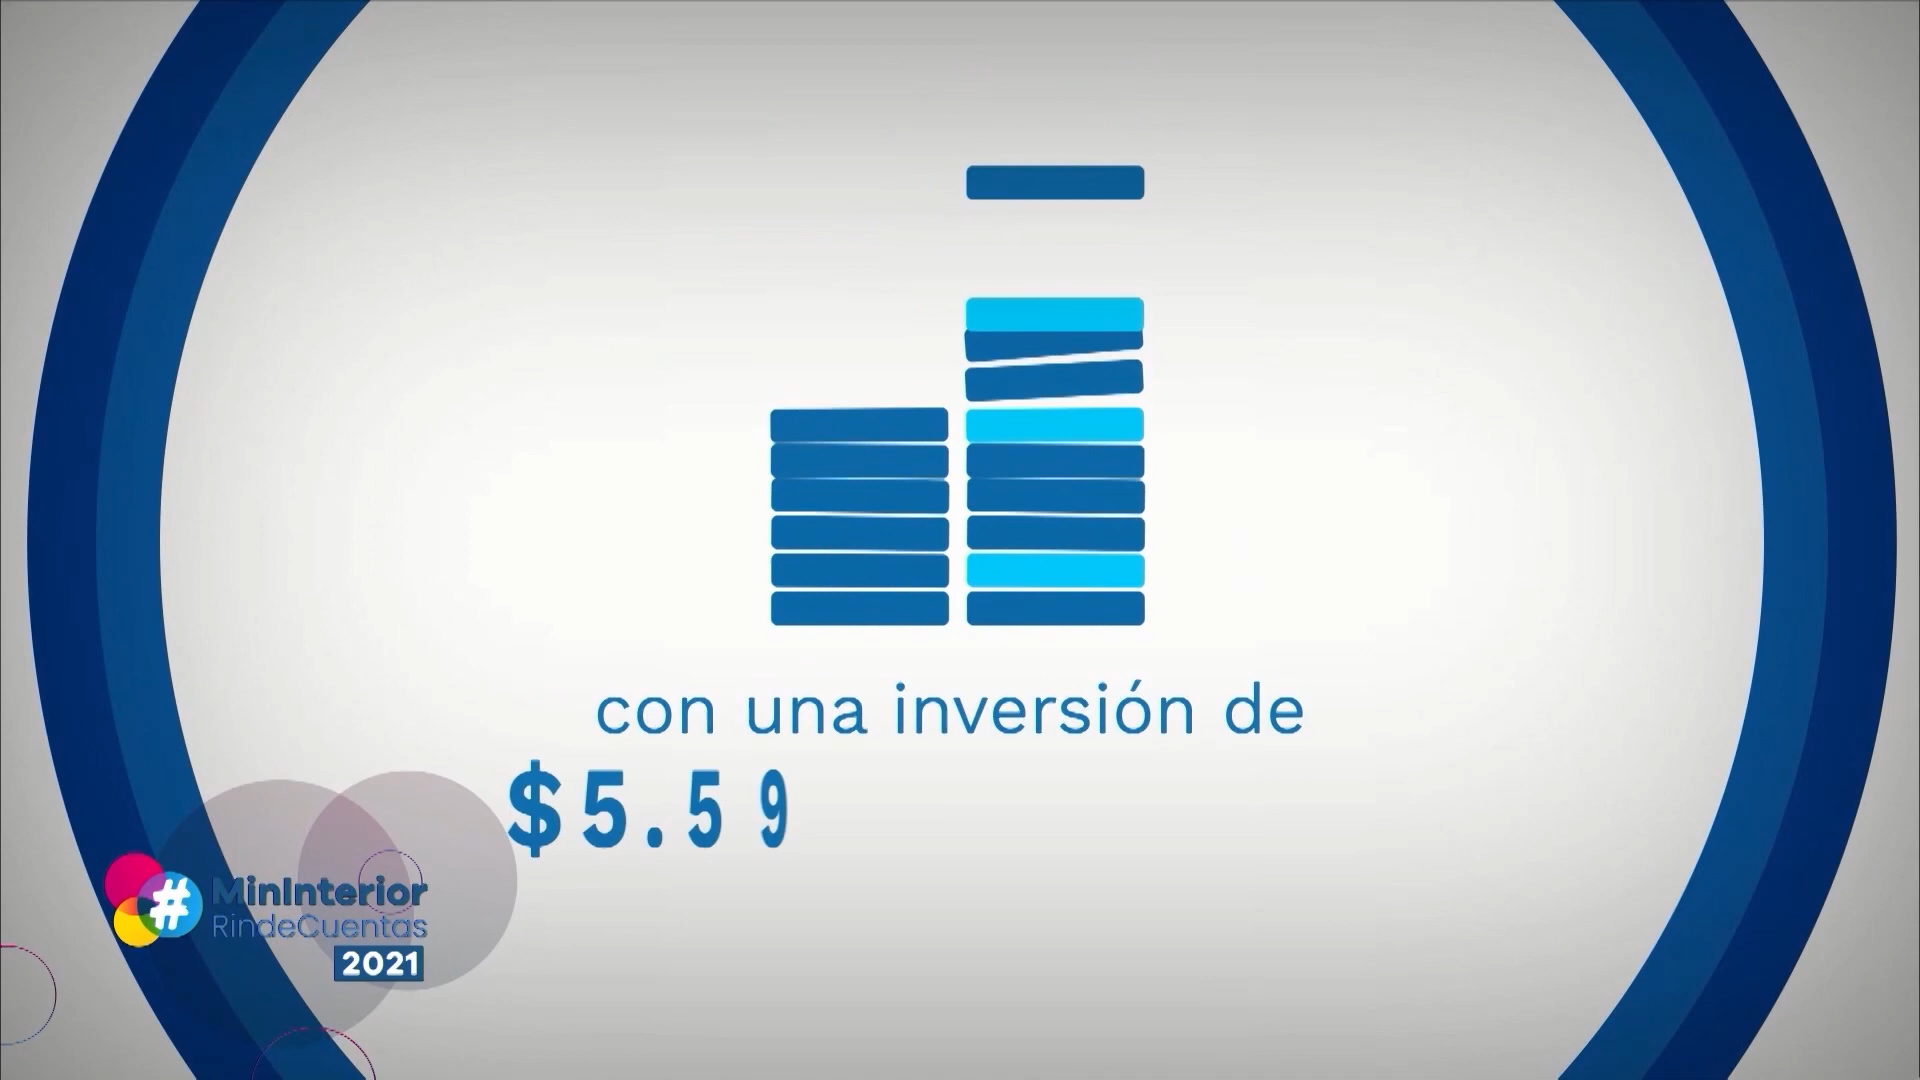 con una inversión de
$5.59
#MinInterior
RindeCuentas
2021